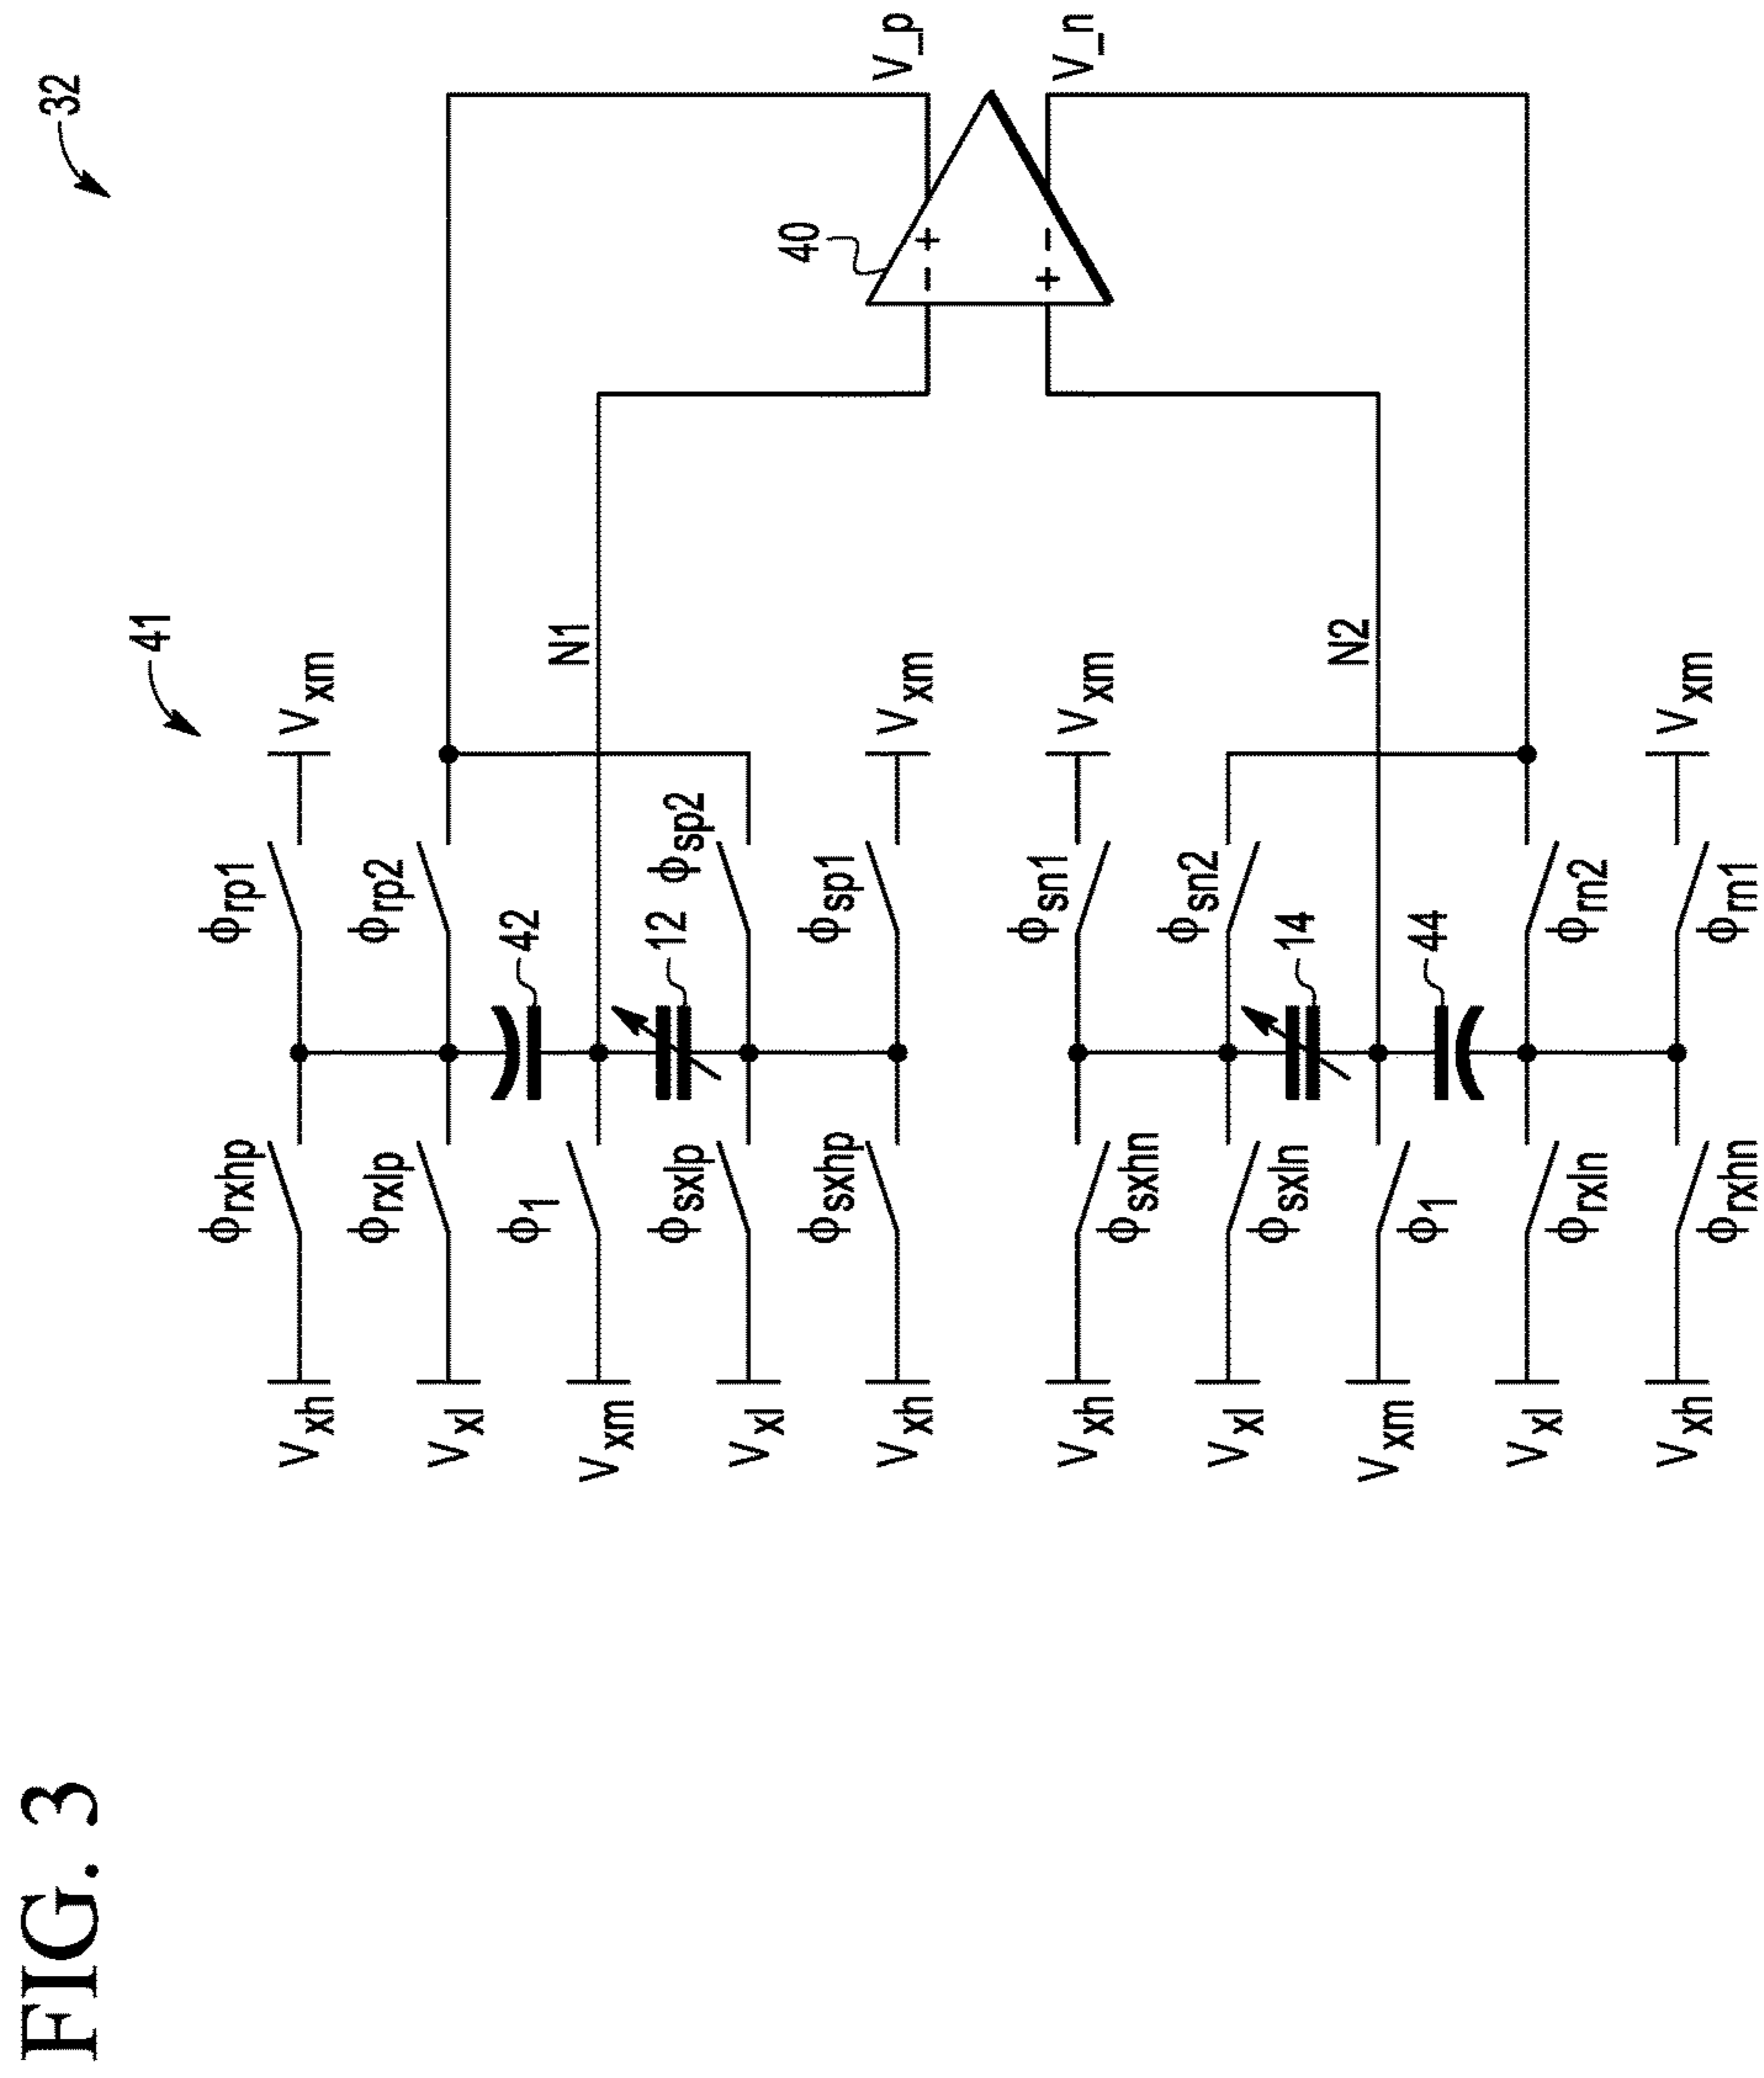 FIG. 3
32
41
ϕrxhp
ϕrp1
Vxh
Vxm
ϕrxlp
ϕrp2
Vxl
ϕ1
42
N1
Vxm
ϕsxlp
12
ϕsp2
Vxl
40
ϕsxhp
ϕsp1
Vxh
Vxm
V_p
- +
+ -
ϕsn1
Vxh
Vxm
V_n
ϕsxhn
ϕsn2
Vxl
ϕsxln
14
N2
Vxm
ϕ1
44
Vxl
ϕrxln
ϕrn2
Vxh
Vxm
ϕrxhn
ϕrn1